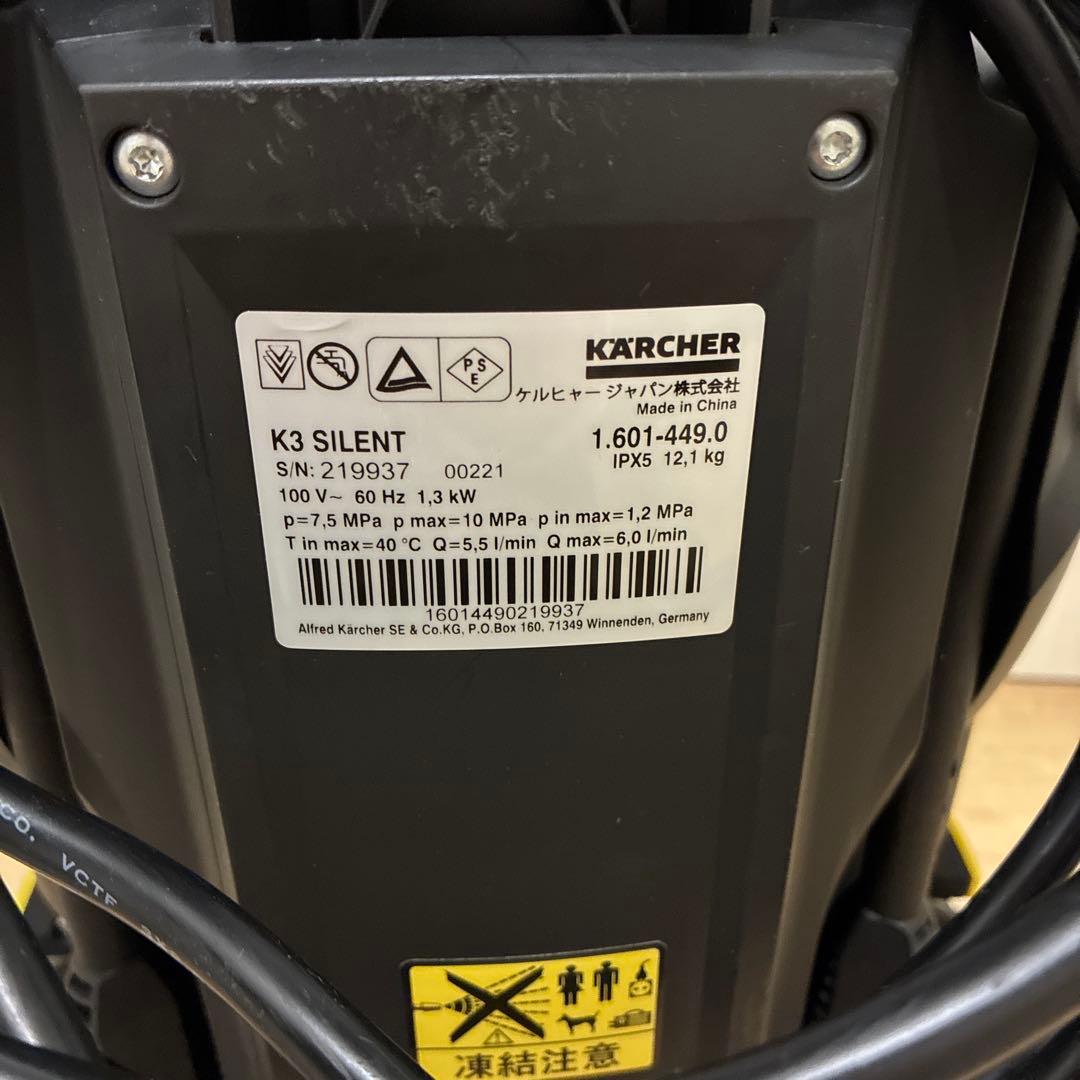 KÄRCHER
P S E
ケルヒャー ジャパン株式会社
Made in China
K3 SILENT 1.601-449.0
S/N: 219937 00221 IPX5 12,1 kg
100 V~ 60 Hz 1,3 kW
p=7,5 MPa p max=10 MPa p in max=1,2 MPa
T in max=40 °C Q=5,5 l/min Q max=6,0 l/min
16014490219937
Alfred Kärcher SE & Co.KG, P.O.Box 160, 71349 Winnenden, Germany
CO. VCTF
凍結注意